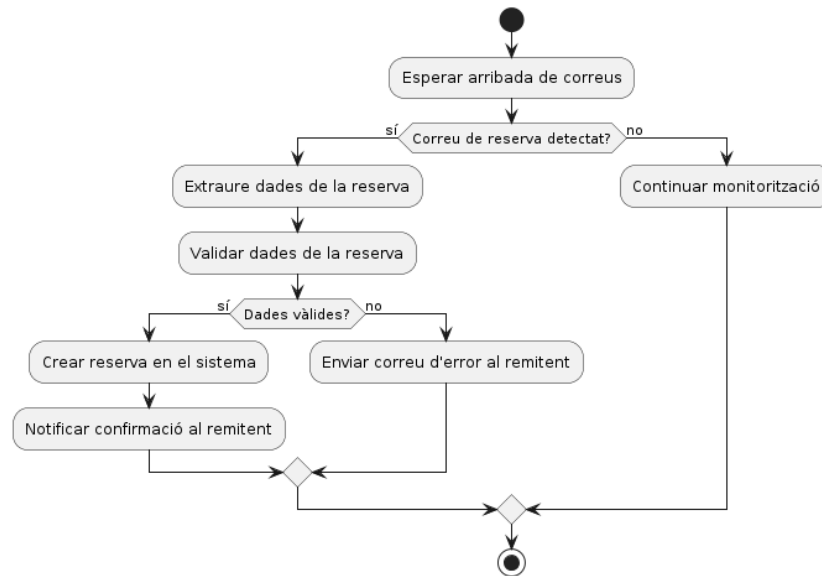 Esperar arribada de correus
sí
Correu de reserva detectat?
no
Extraure dades de la reserva
Continuar monitorització
Validar dades de la reserva
sí
Dades vàlides?
no
Crear reserva en el sistema
Enviar correu d'error al remitent
Notificar confirmació al remitent